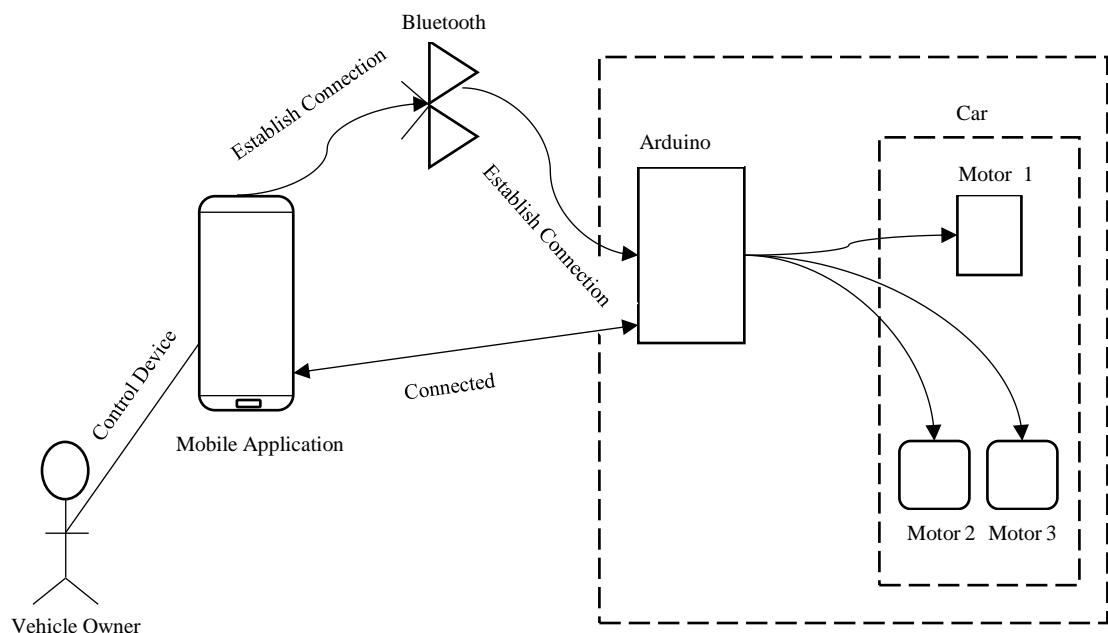 Bluetooth
Establish Connection
Car
Arduino
Motor 1
Establish Connection
Control Device
Connected
Mobile Application
Motor 2
Motor 3
Vehicle Owner